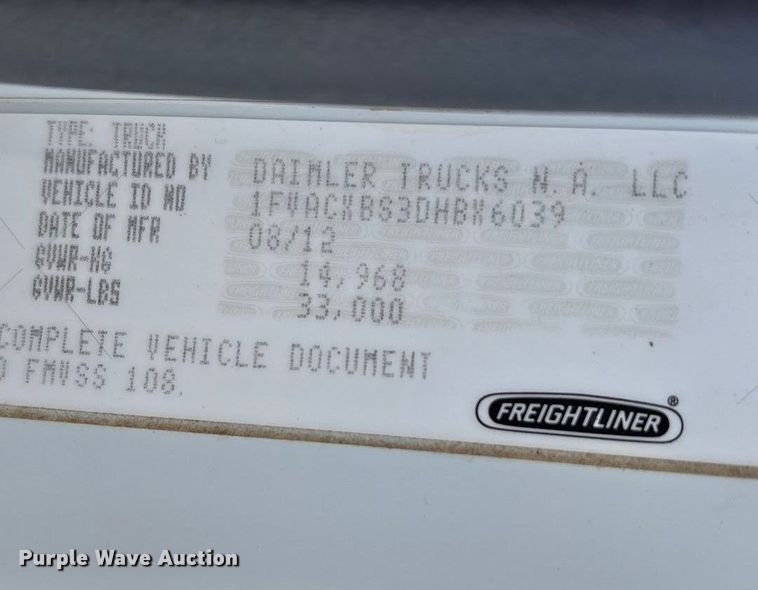 TYPE: TRUCK
MANUFACTURED BY DAIMLER TRUCKS N.A. LLC
VEHICLE ID NO 1FVACXBS3DHBX6039
DATE OF MFR 08/12
GVWR-KG 14,968
GVWR-LBS 33,000
COMPLETE VEHICLE DOCUMENT
FMVSS 108.
FREIGHTLINER®
Purple Wave Auction